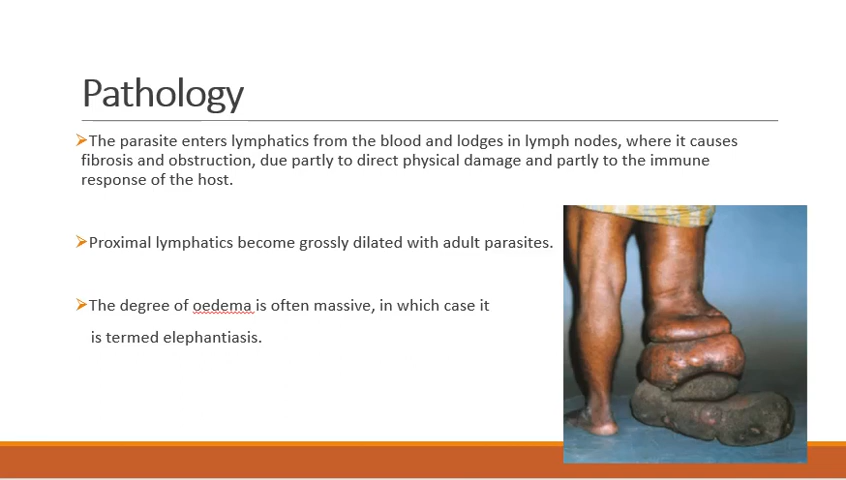 Pathology
➢The parasite enters lymphatics from the blood and lodges in lymph nodes, where it causes
fibrosis and obstruction, due partly to direct physical damage and partly to the immune
response of the host.
➢Proximal lymphatics become grossly dilated with adult parasites.
➢The degree of oedema is often massive, in which case it
is termed elephantiasis.